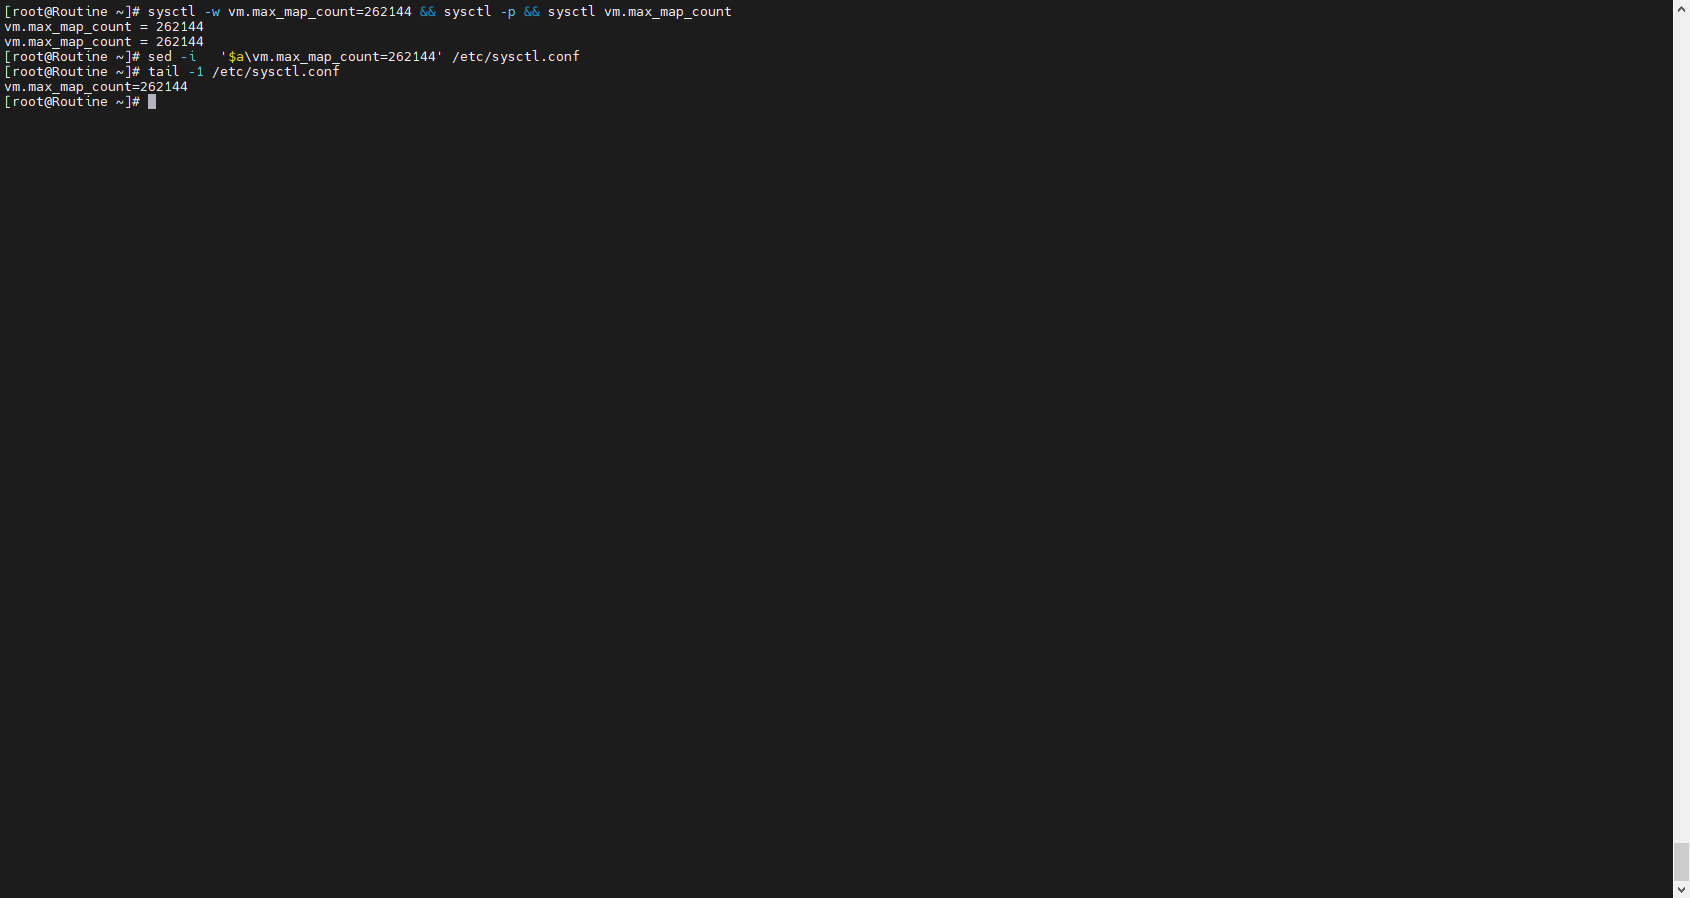 [root@Routine ~]# sysctl -w vm.max_map_count=262144 && sysctl -p && sysctl vm.max_map_count
vm.max_map_count = 262144
vm.max_map_count = 262144
[root@Routine ~]# sed -i   '$a\vm.max_map_count=262144' /etc/sysctl.conf
[root@Routine ~]# tail -1 /etc/sysctl.conf
vm.max_map_count=262144
[root@Routine ~]#